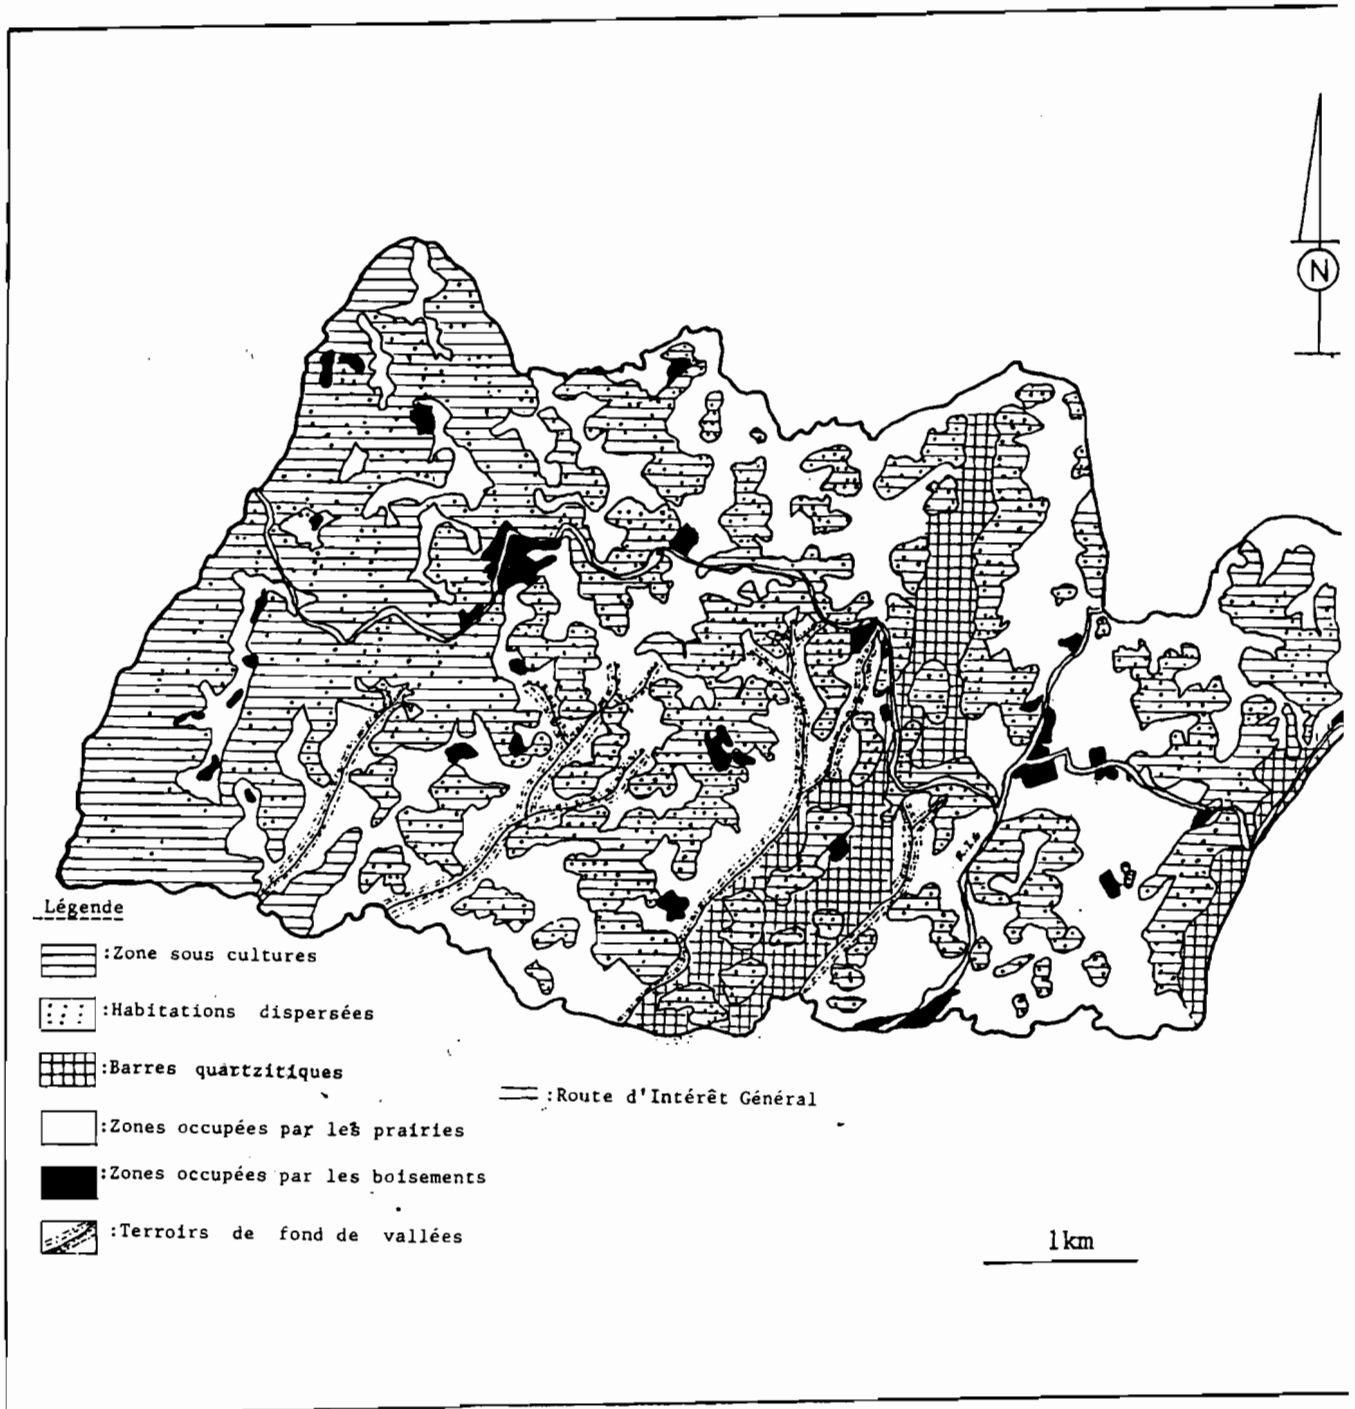 N
R.I.G
Légende
:Zone sous cultures
:Habitations dispersées
:Barres quartzitiques
:Zones occupées par les prairies
:Zones occupées par les boisements
:Terroirs de fond de vallées
:Route d'Intérêt Général
1km